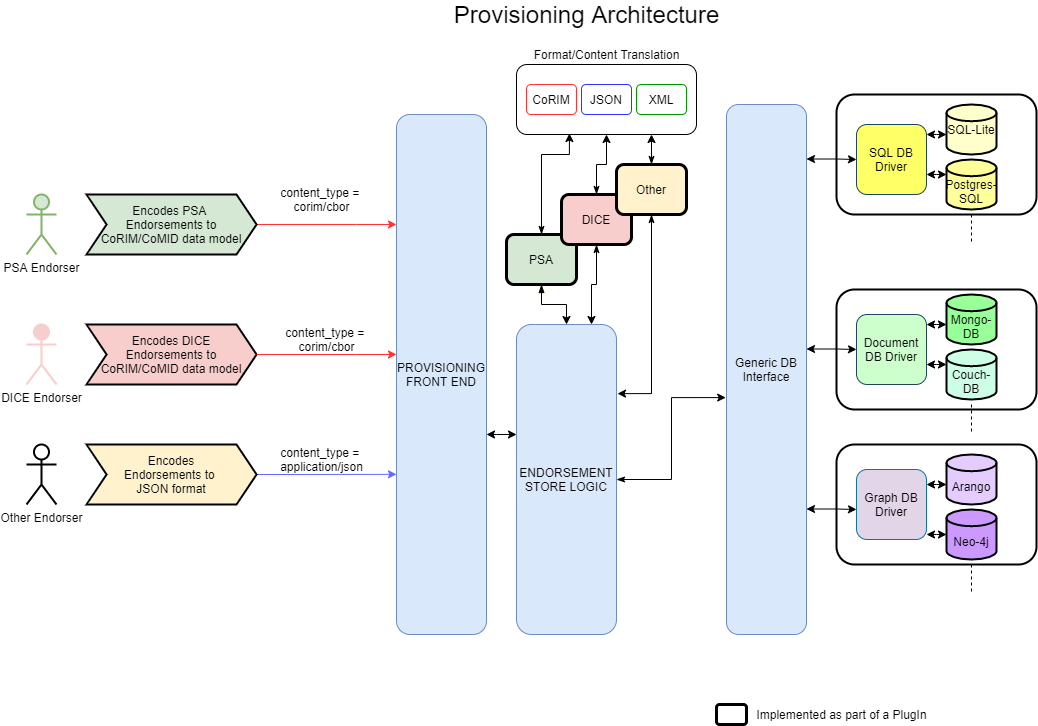 Provisioning Architecture
Format/Content Translation
CoRIM
JSON
XML
PSA
DICE
Other
PSA Endorser
Encodes PSA
Endorsements to
CoRIM/CoMID data model
content_type =
corim/cbor
DICE Endorser
Encodes DICE
Endorsements to
CoRIM/CoMID data model
content_type =
corim/cbor
Other Endorser
Encodes
Endorsements to
JSON format
content_type =
application/json
PROVISIONING
FRONT END
ENDORSEMENT
STORE LOGIC
Generic DB
Interface
SQL DB
Driver
SQL-Lite
Postgres-
SQL
Document
DB Driver
Mongo-
DB
Couch-
DB
Graph DB
Driver
Arango
Neo-4j
Implemented as part of a PlugIn